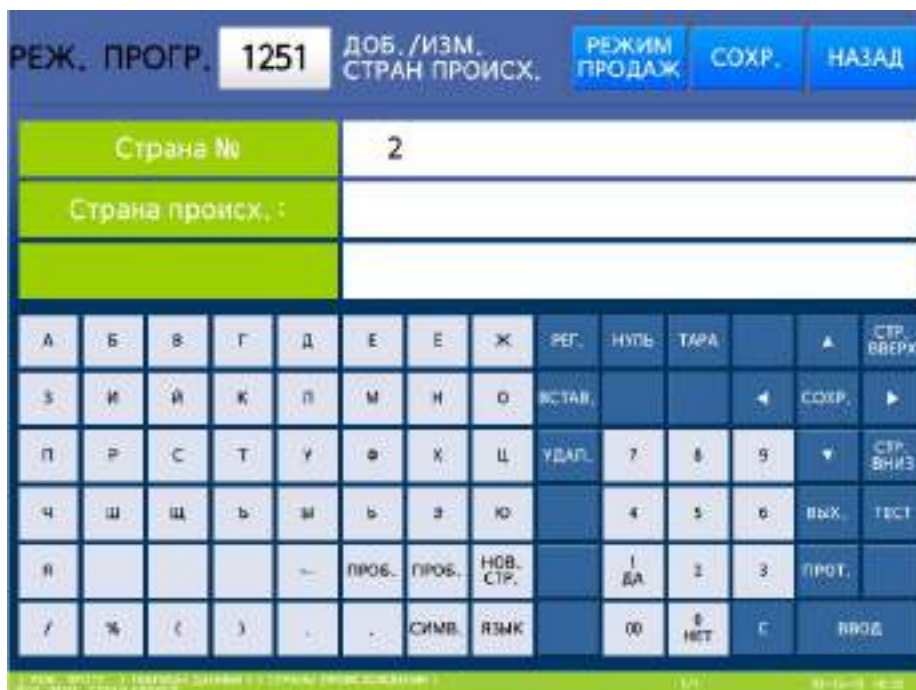 РЕЖ. ПРОГР. 1251 ДОБ./ИЗМ. СТРАН ПРОИСХ. РЕЖИМ ПРОДАЖ СОХР. НАЗАД
Страна № 2
Страна происх. :
А Б В Г Д Е Ё Ж РЕГ. НУЛЬ ТАРА ▲ СТР. ВВЕРХ
З И Й К Л М Н О ВСТАВ. ◄ СОХР. ►
П Р С Т У Ф Х Ц УДАЛ. 7 8 9 ▼ СТР. ВНИЗ
Ч Ш Щ Ъ Ы Ь Э Ю 4 5 6 ВЫХ. ТЕСТ
Я ПРОБ. ПРОБ. НОВ. СТР. 1 ДА 2 3 ПРОТ.
/ % ( ) . СИМВ. ЯЗЫК 00 0 НЕТ С ВВОД